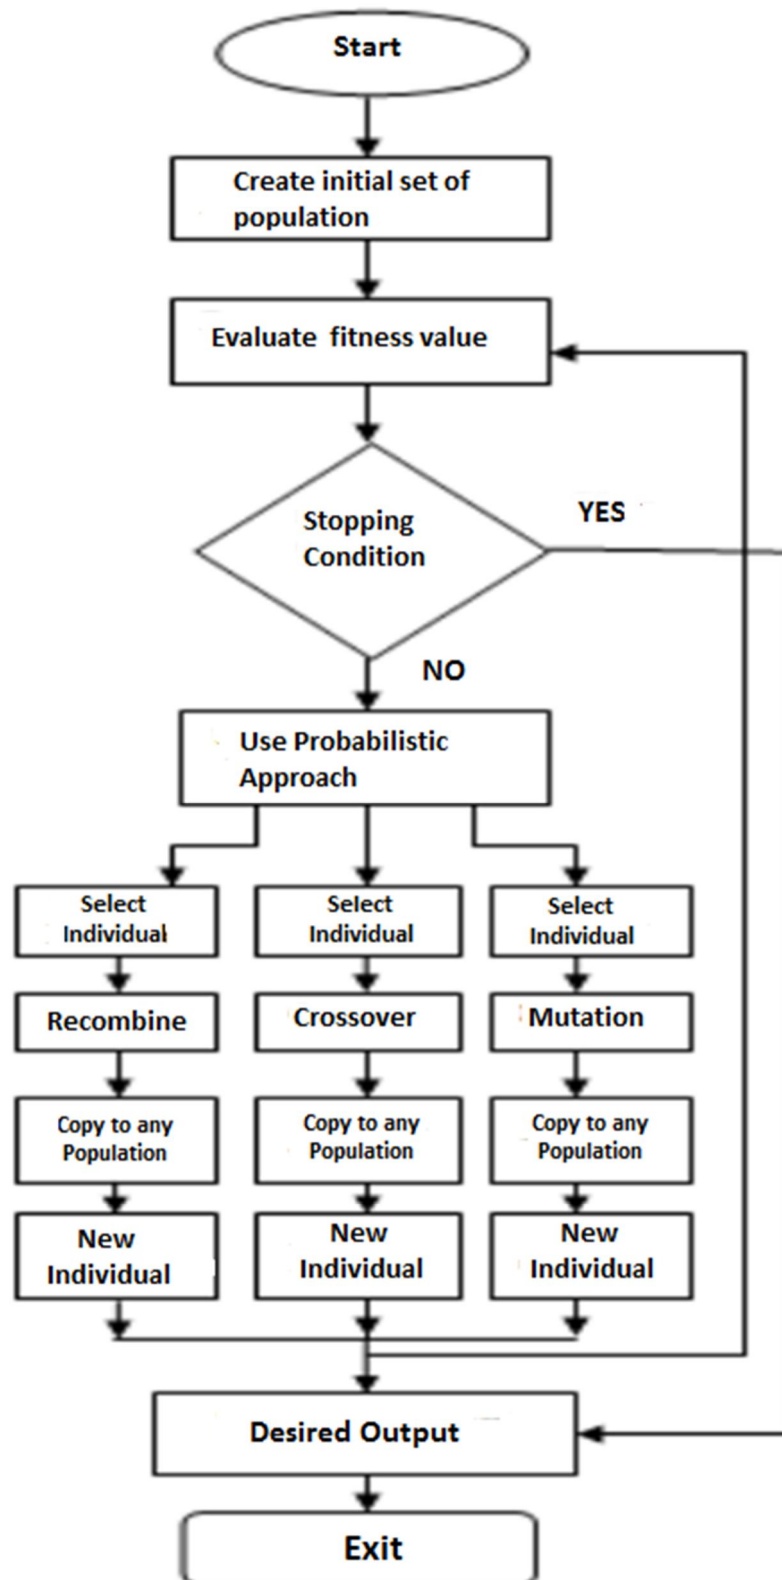 Start
Create initial set of
population
Evaluate fitness value
Stopping
Condition
YES
NO
Use Probabilistic
Approach
Select
Individual
Select
Individual
Select
Individual
Recombine
Crossover
Mutation
Copy to any
Population
Copy to any
Population
Copy to any
Population
New
Individual
New
Individual
New
Individual
Desired Output
Exit